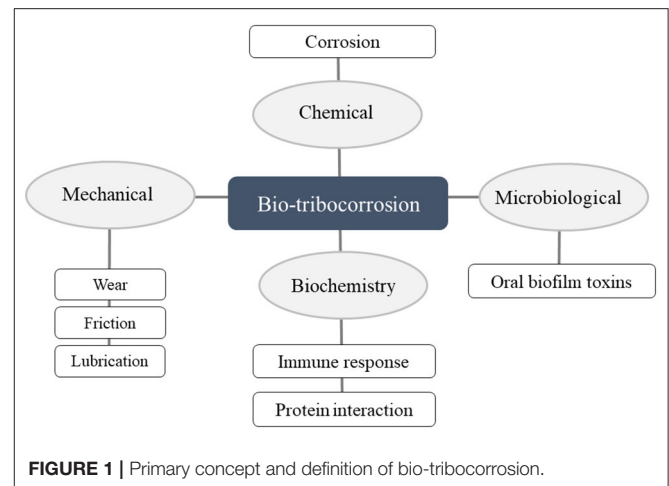 Corrosion
Chemical
Mechanical
Bio-tribocorrosion
Microbiological
Wear
Friction
Lubrication
Biochemistry
Immune response
Protein interaction
Oral biofilm toxins
FIGURE 1 | Primary concept and definition of bio-tribocorrosion.